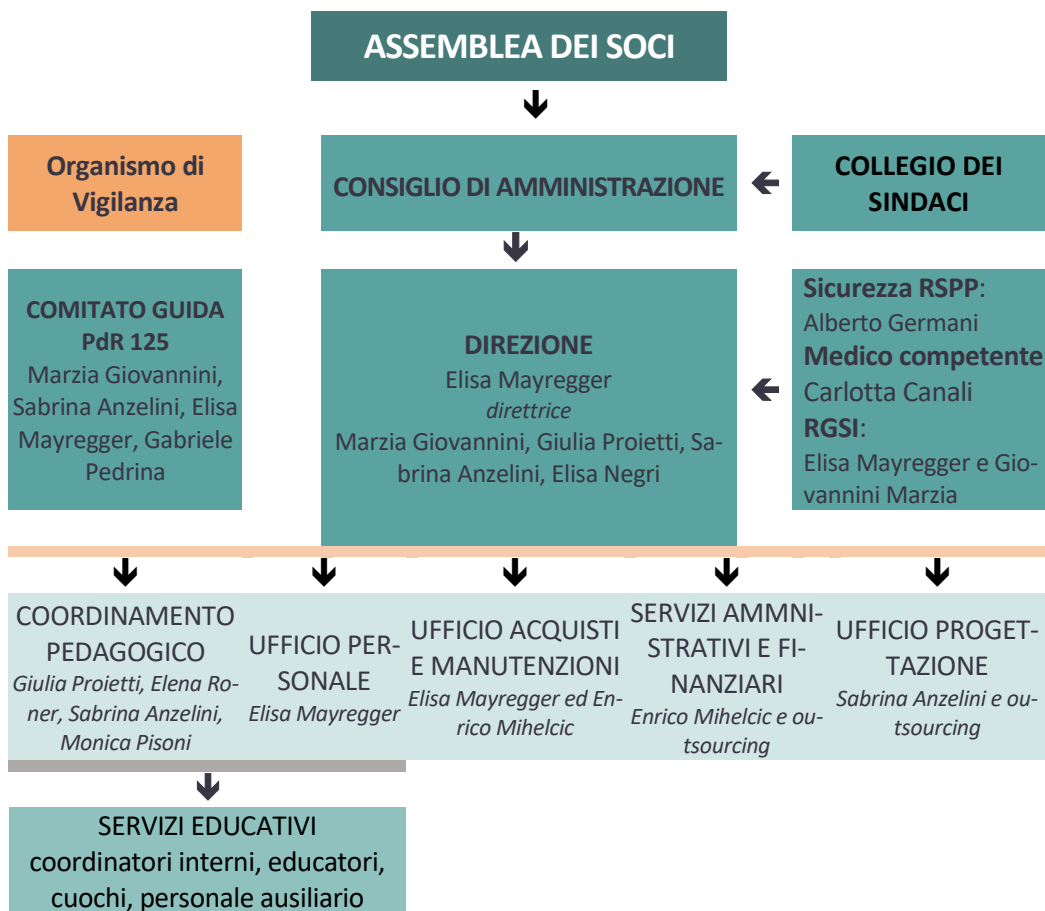 ASSEMBLEA DEI SOCI
Organismo di
Vigilanza
CONSIGLIO DI AMMINISTRAZIONE
COLLEGIO DEI
SINDACI
COMITATO GUIDA
PdR 125
Marzia Giovannini,
Sabrina Anzelini, Elisa
Mayregger, Gabriele
Pedrina
DIREZIONE
Elisa Mayregger
direttrice
Marzia Giovannini, Giulia Proietti, Sa-
brina Anzelini, Elisa Negri
Sicurezza RSPP:
Alberto Germani
Medico competente
Carlotta Canali
RGSI:
Elisa Mayregger e Gio-
vannini Marzia
COORDINAMENTO
PEDAGOGICO
Giulia Proietti, Elena Ro-
ner, Sabrina Anzelini,
Monica Pisoni
UFFICIO PER-
SONALE
Elisa Mayregger
UFFICIO ACQUISTI
E MANUTENZIONI
Elisa Mayregger ed En-
rico Mihelcic
SERVIZI AMMNI-
STRATIVI E FI-
NANZIARI
Enrico Mihelcic e ou-
tsourcing
UFFICIO PROGET-
TAZIONE
Sabrina Anzelini e ou-
tsourcing
SERVIZI EDUCATIVI
coordinatori interni, educatori,
cuochi, personale ausiliario